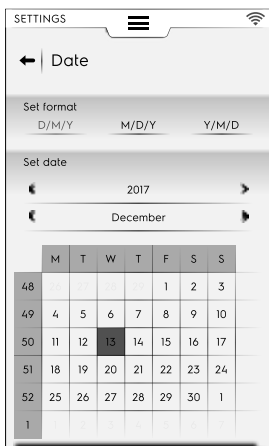 SETTINGS
Date
Set format
D/M/Y M/D/Y Y/M/D
Set date
2017
December
M T W T F S S
48 1 2 3
49 4 5 6 7 8 9 10
50 11 12 13 14 15 16 17
51 18 19 20 21 22 23 24
52 25 26 27 28 29 30 1
1